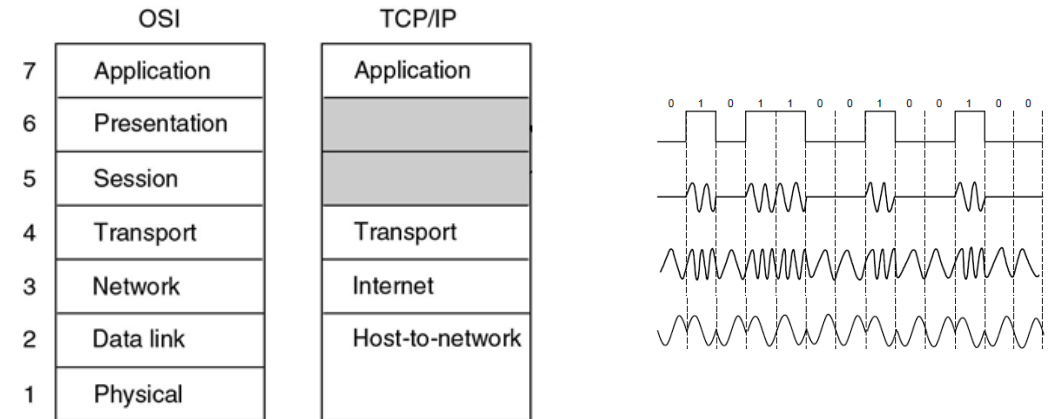 OSI
TCP/IP
7 Application Application
6 Presentation
5 Session
4 Transport Transport
3 Network Internet
2 Data link Host-to-network
1 Physical
0 1 0 1 1 0 0 1 0 0 1 0 0